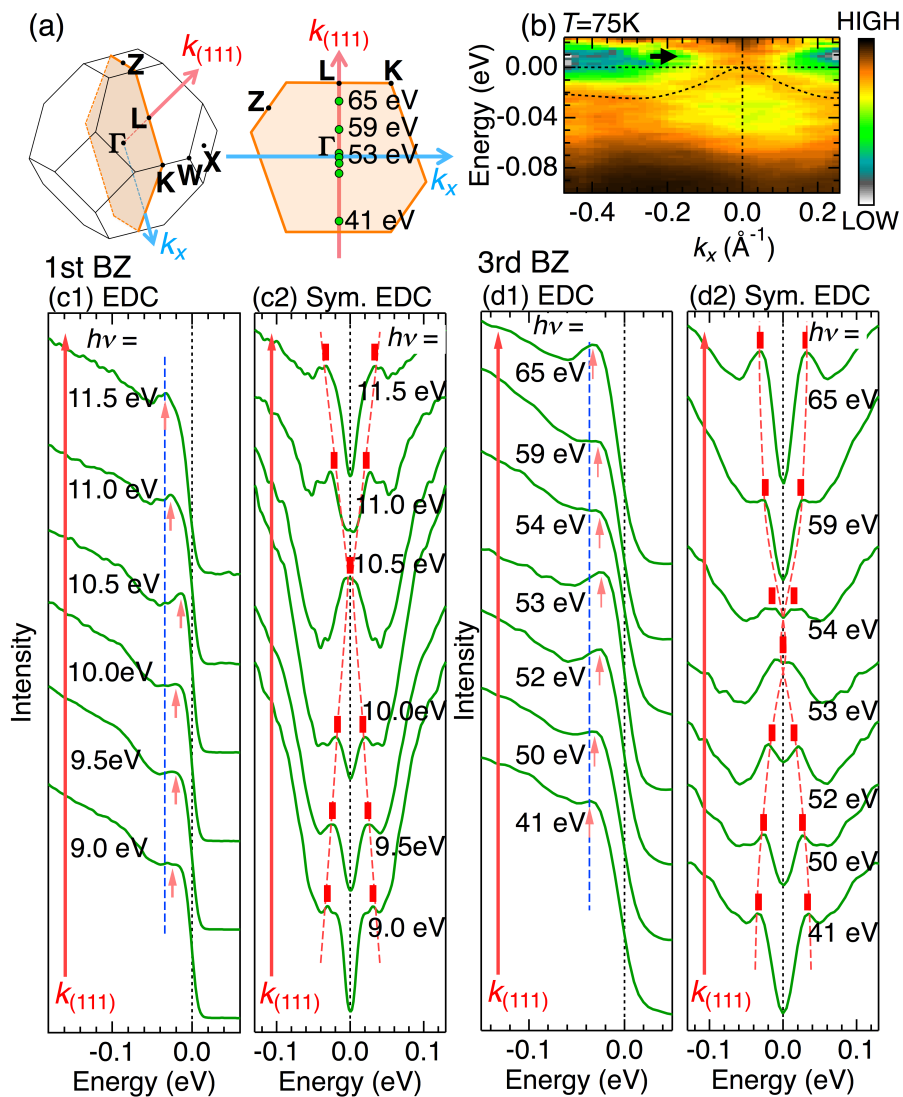 (a)
Z
k(111)
L
Γ
K
W
X
kx
k(111)
L
K
Z
65 eV
59 eV
Γ
53 eV
kx
41 eV
(b)
T=75K
HIGH
Energy (eV)
0.00
-0.04
-0.08
-0.4
-0.2
0.0
0.2
kx (Å-1)
LOW
1st BZ
(c1) EDC
hν =
11.5 eV
11.0 eV
10.5 eV
10.0eV
9.5eV
9.0 eV
k(111)
Intensity
-0.1
0.0
Energy (eV)
(c2) Sym. EDC
hν =
11.5 eV
11.0 eV
10.5 eV
10.0eV
9.5eV
9.0 eV
k(111)
-0.1
0.0
0.1
Energy (eV)
3rd BZ
(d1) EDC
hν =
65 eV
59 eV
54 eV
53 eV
52 eV
50 eV
41 eV
k(111)
Intensity
-0.1
0.0
Energy (eV)
(d2) Sym. EDC
hν =
65 eV
59 eV
54 eV
53 eV
52 eV
50 eV
41 eV
k(111)
-0.1
0.0
0.1
Energy (eV)